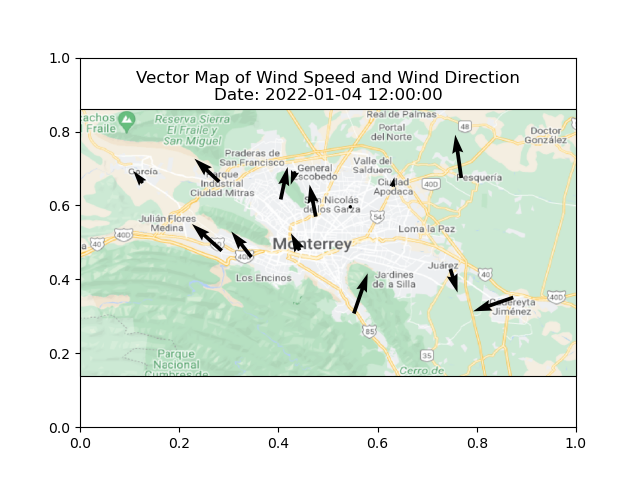 1.0
Vector Map of Wind Speed and Wind Direction
Date: 2022-01-04 12:00:00
achos
Fraile
Reserva Sierra
El Fraile y
San Miguel
Real de Palmas
Portal
del Norte
48
Doctor
González
0.8
Praderas de
San Francisco
General
Escobedo
Valle del
Salduero
García
Parque
Industrial
Ciudad Mitras
Ciudad
Apodaca
40D
Pesquería
0.6
San Nicolás
de los Garza
54
Julián Flores
Medina
Loma la Paz
40
40D
Monterrey
40D
Juárez
40
0.4
Los Encinos
Jardines
de la Silla
Cadereyta
Jiménez
40D
85
0.2
Parque
Nacional
Cumbres de
35
Cerro de
0.0
0.0 0.2 0.4 0.6 0.8 1.0